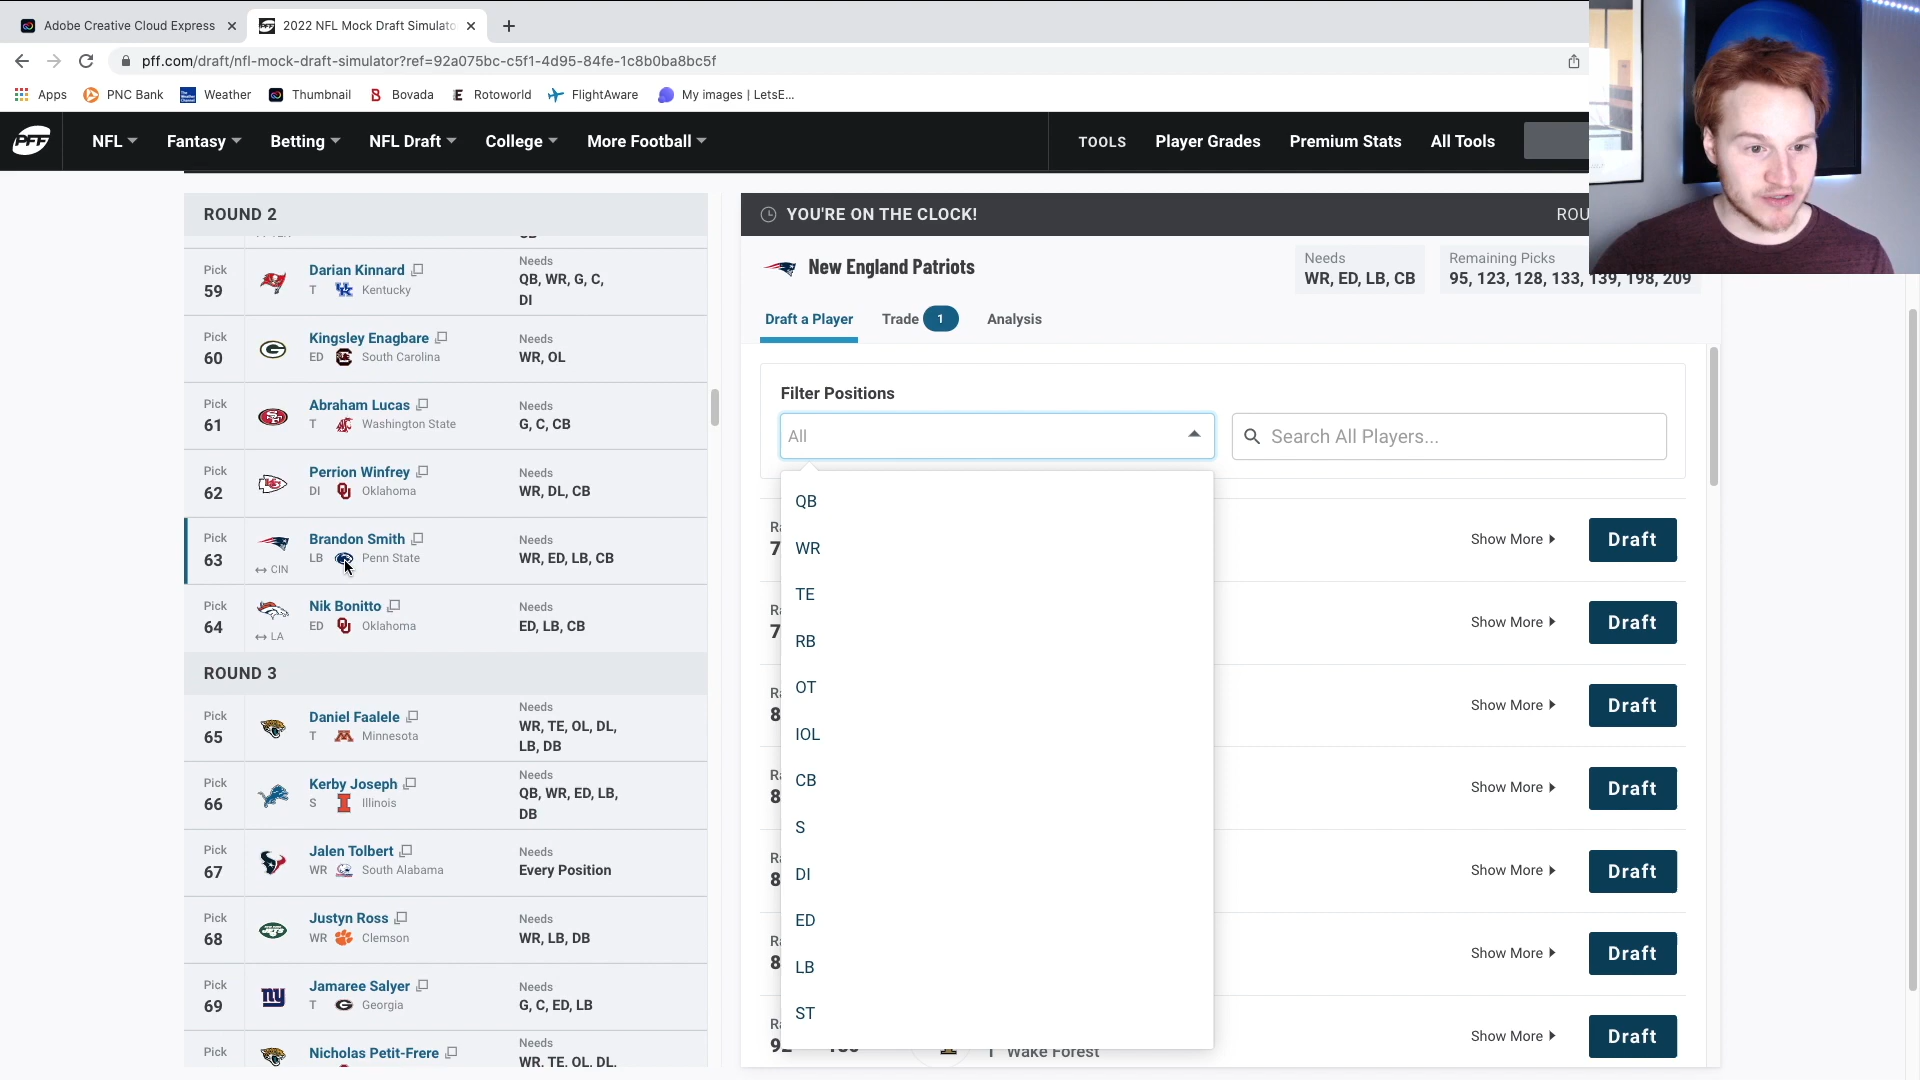 Adobe Creative Cloud Express
2022 NFL Mock Draft Simulato
pff.com/draft/nfl-mock-draft-simulator?ref=92a075bc-c5f1-4d95-84fe-1c8b0ba8bc5f
Apps PNC Bank Weather Thumbnail Bovada Rotoworld FlightAware My images | LetsE...
PFF NFL Fantasy Betting NFL Draft College More Football TOOLS Player Grades Premium Stats All Tools
ROUND 2
Pick 59
Darian Kinnard
T Kentucky
Needs
QB, WR, G, C,
DI
Pick 60
Kingsley Enagbare
ED South Carolina
Needs
WR, OL
Pick 61
Abraham Lucas
T Washington State
Needs
G, C, CB
Pick 62
Perrion Winfrey
DI Oklahoma
Needs
WR, DL, CB
Pick 63
↔ CIN
Brandon Smith
LB Penn State
Needs
WR, ED, LB, CB
Pick 64
↔ LA
Nik Bonitto
ED Oklahoma
Needs
ED, LB, CB
ROUND 3
Pick 65
Daniel Faalele
T Minnesota
Needs
WR, TE, OL, DL,
LB, DB
Pick 66
Kerby Joseph
S Illinois
Needs
QB, WR, ED, LB,
DB
Pick 67
Jalen Tolbert
WR South Alabama
Needs
Every Position
Pick 68
Justyn Ross
WR Clemson
Needs
WR, LB, DB
Pick 69
Jamaree Salyer
T Georgia
Needs
G, C, ED, LB
Pick
Nicholas Petit-Frere
Needs
WR, TE, OL, DL,
YOU'RE ON THE CLOCK!
ROU
New England Patriots
Needs
WR, ED, LB, CB
Remaining Picks
95, 123, 128, 133, 139, 198, 209
Draft a Player Trade 1 Analysis
Filter Positions
All
Search All Players...
QB
WR
TE
RB
OT
IOL
CB
S
DI
ED
LB
ST
Show More Draft
Show More Draft
Show More Draft
Show More Draft
Show More Draft
Show More Draft
Show More Draft
T Wake Forest